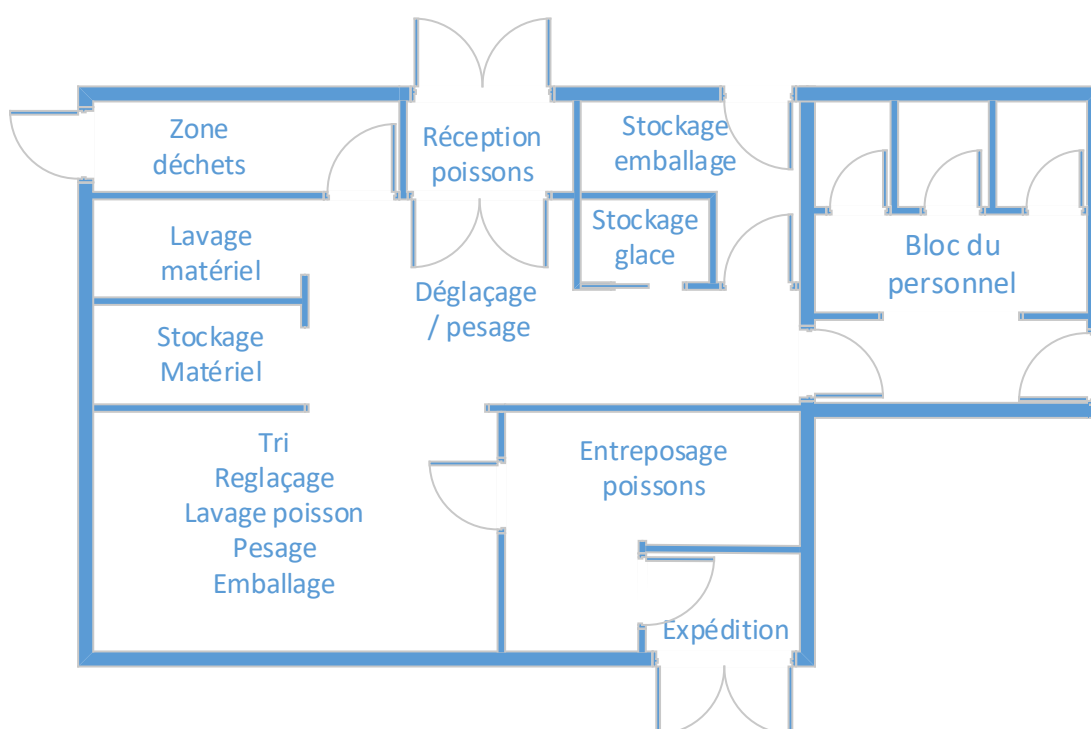 Zone
déchets
Réception
poissons
Stockage
emballage
Lavage
matériel
Stockage
glace
Bloc du
personnel
Déglaçage
/ pesage
Stockage
Matériel
Tri
Reglaçage
Lavage poisson
Pesage
Emballage
Entreposage
poissons
Expédition